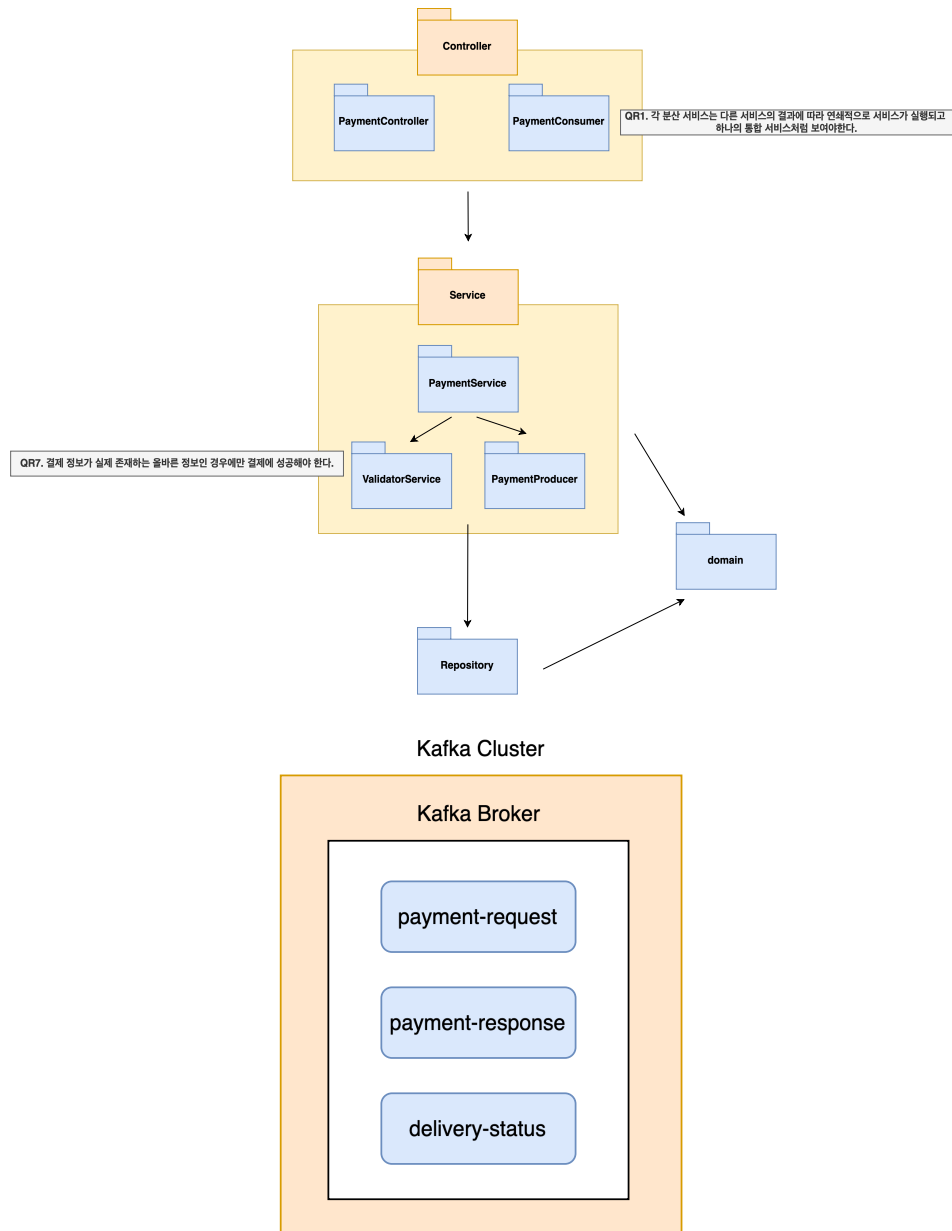 Controller
PaymentController
PaymentConsumer
QR1. 각 분산 서비스는 다른 서비스의 결과에 따라 연쇄적으로 서비스가 실행되고
하나의 통합 서비스처럼 보여야한다.
Service
PaymentService
QR7. 결제 정보가 실제 존재하는 올바른 정보인 경우에만 결제에 성공해야 한다.
ValidatorService
PaymentProducer
domain
Repository
Kafka Cluster
Kafka Broker
payment-request
payment-response
delivery-status